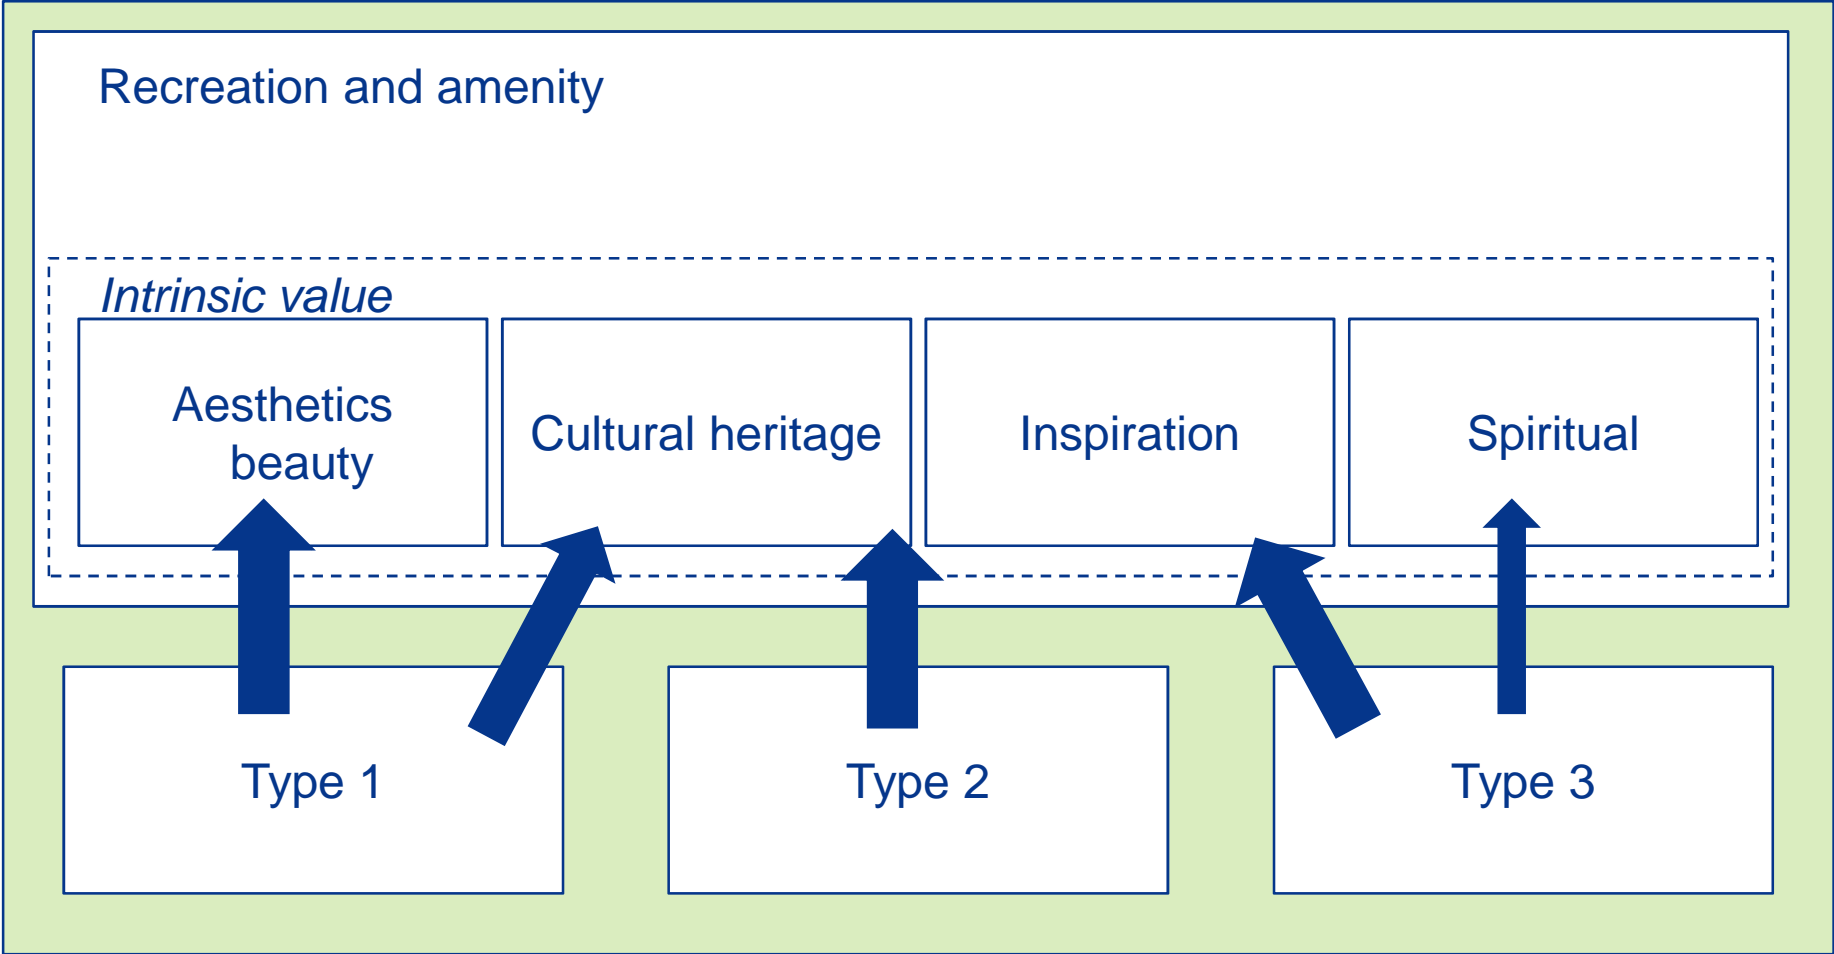 Recreation and amenity
Intrinsic value
Aesthetics
beauty
Cultural heritage
Inspiration
Spiritual
Type 1
Type 2
Type 3